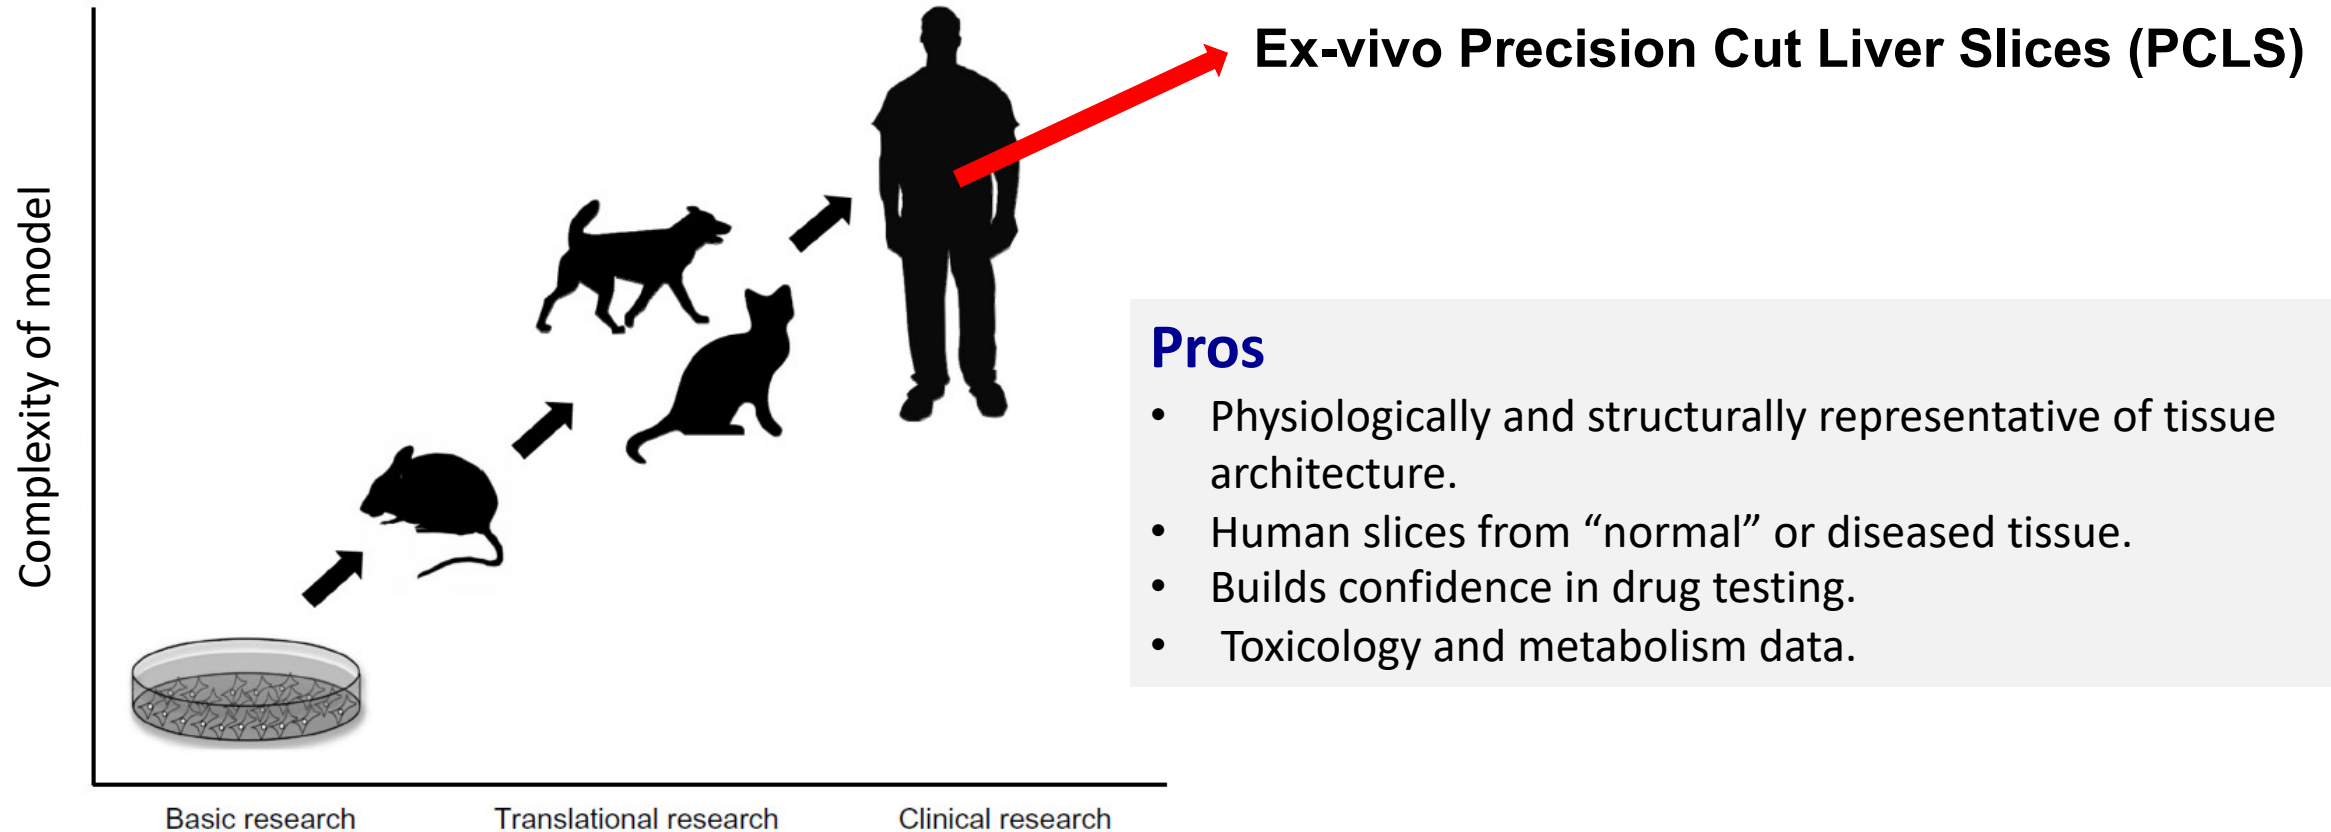 Ex-vivo Precision Cut Liver Slices (PCLS)
Complexity of model
Pros
• Physiologically and structurally representative of tissue
architecture.
• Human slices from “normal” or diseased tissue.
• Builds confidence in drug testing.
• Toxicology and metabolism data.
Basic research
Translational research
Clinical research